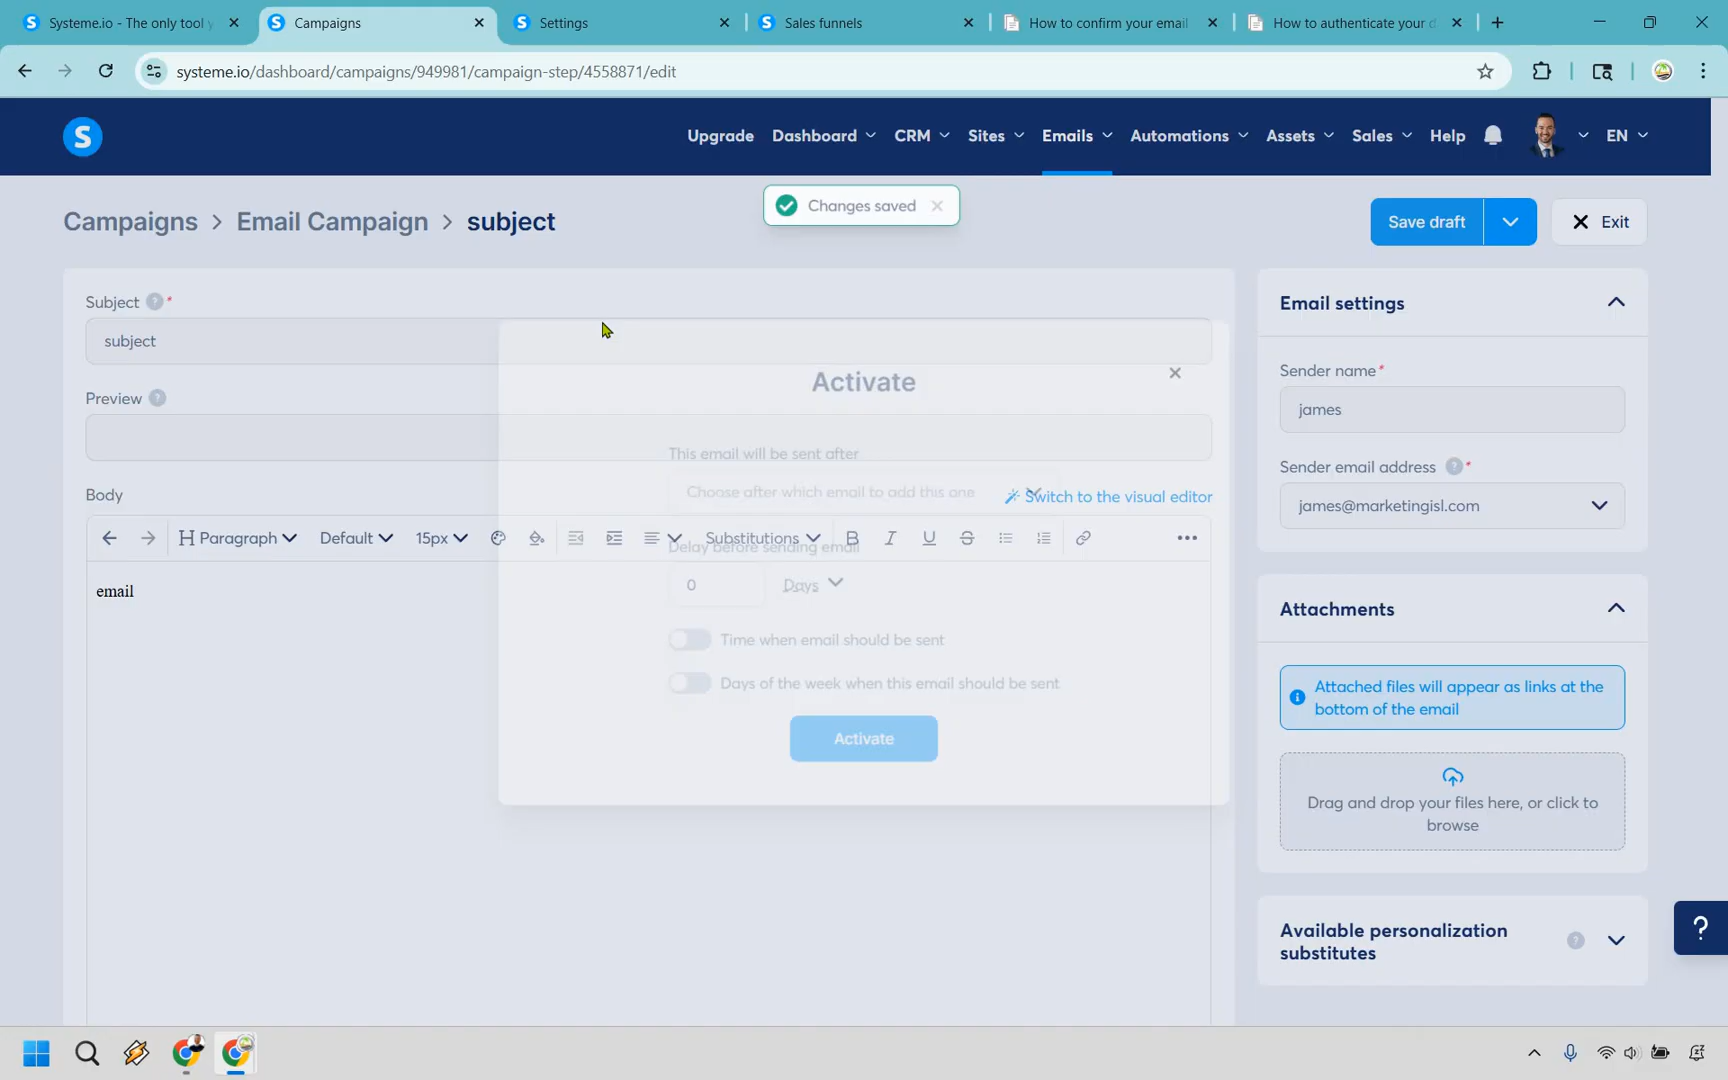 Systeme.io - The only tool y
Campaigns
Settings
Sales funnels
How to confirm your email
How to authenticate your d
systeme.io/dashboard/campaigns/949981/campaign-step/4558871/edit
S
Upgrade
Dashboard
CRM
Sites
Emails
Automations
Assets
Sales
Help
EN
Campaigns > Email Campaign > subject
Changes saved
Save draft
Exit
Subject ? *
subject
Preview ?
Body
Switch to the visual editor
Paragraph
Default
15px
Substitutions
B I U S
email
Activate
This email will be sent after
Choose after which email to add this one
Delay before sending email
0
Days
Time when email should be sent
Days of the week when this email should be sent
Activate
Email settings
Sender name*
james
Sender email address ? *
james@marketingisl.com
Attachments
Attached files will appear as links at the
bottom of the email
Drag and drop your files here, or click to
browse
Available personalization
substitutes
?
?